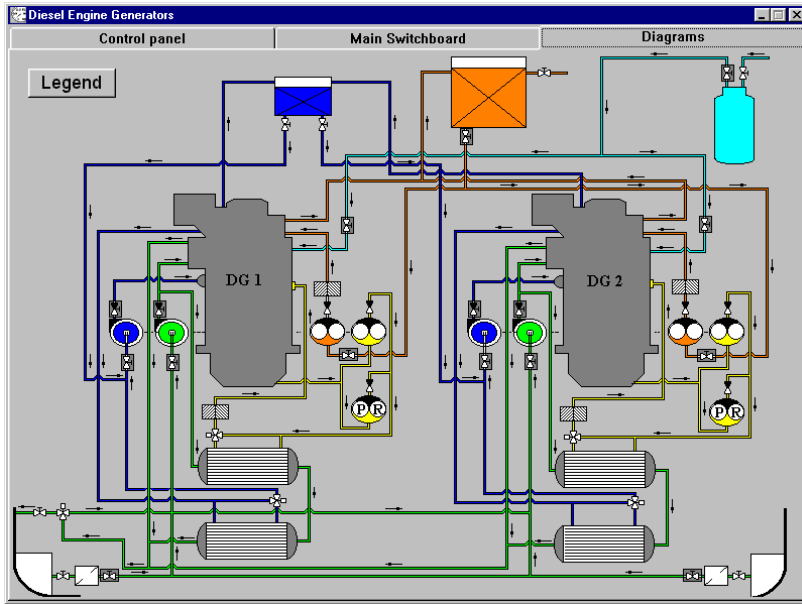 Diesel Engine Generators
Control panel
Main Switchboard
Diagrams
Legend
DG 1
DG 2
P R
P R